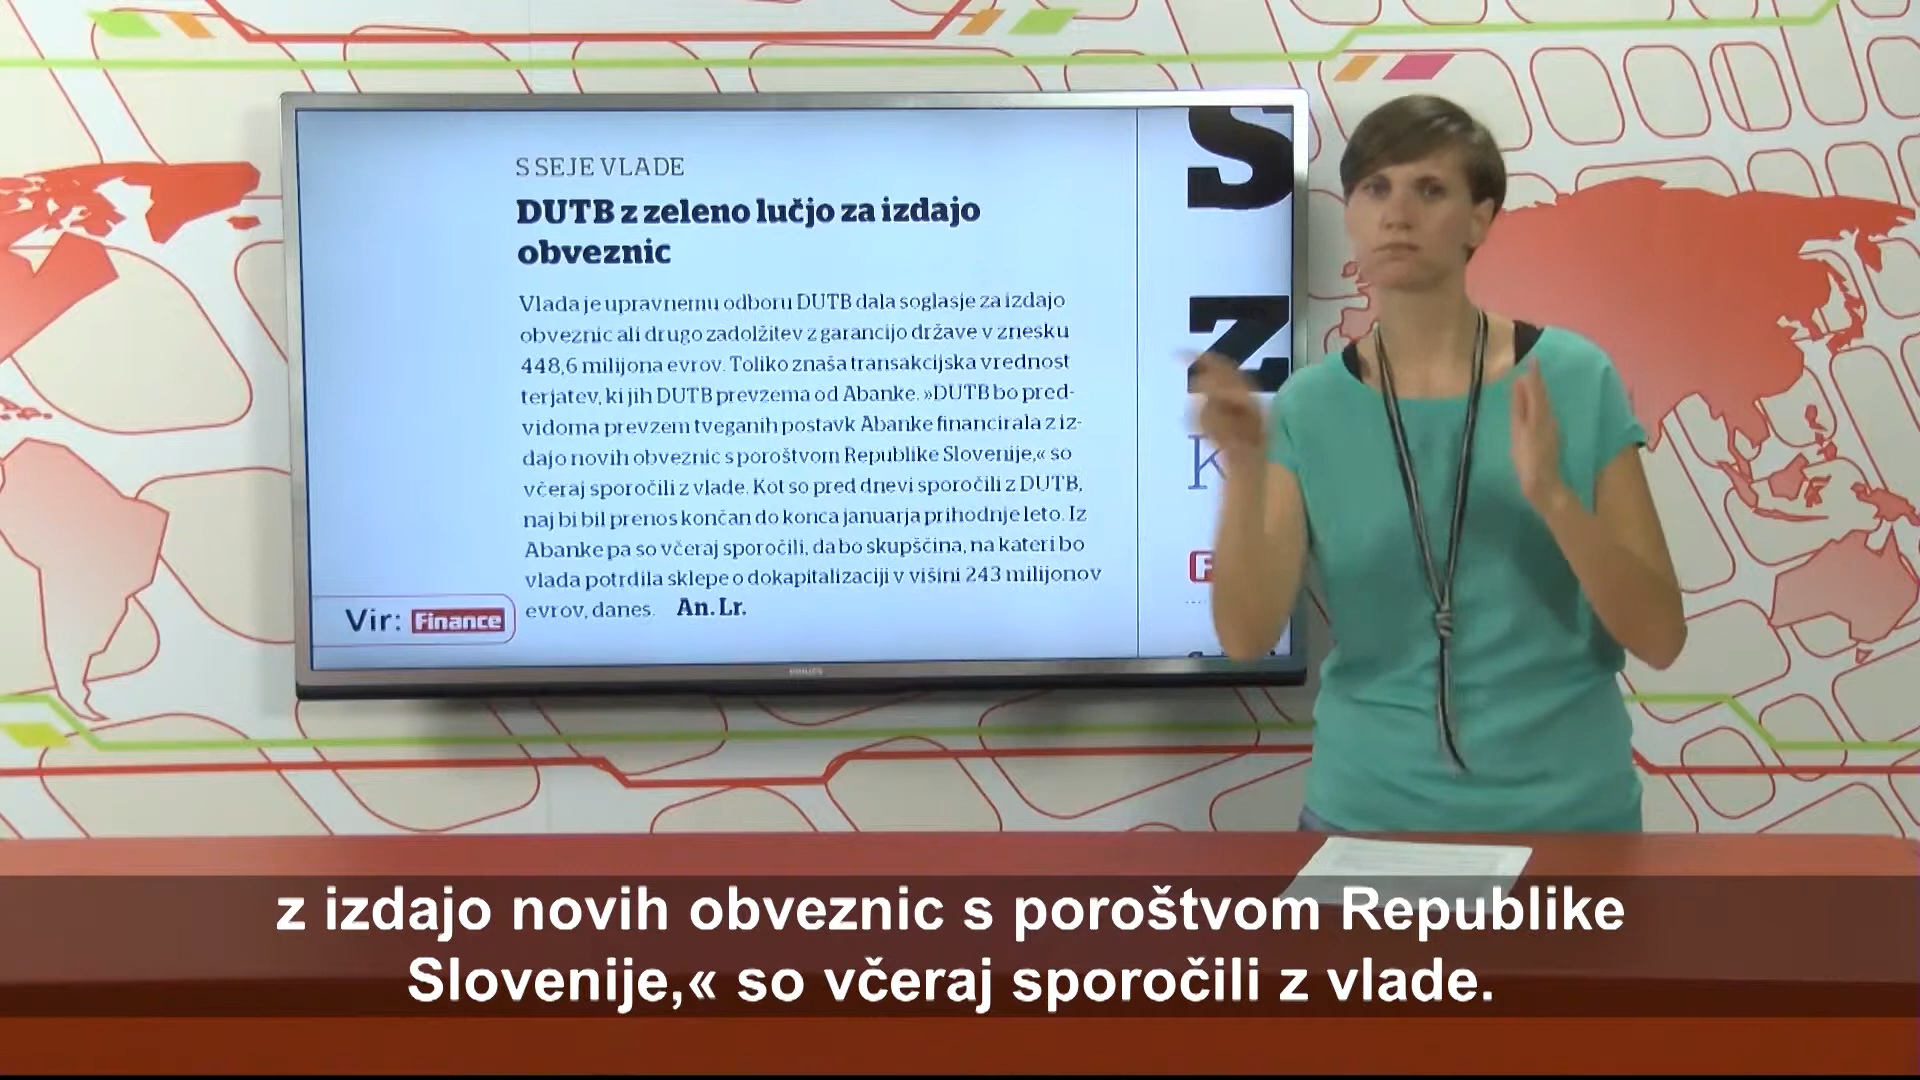 S SEJE VLADE
DUTB z zeleno lučjo za izdajo
obveznic
Vlada je upravnemu odboru DUTB dala soglasje za izdajo
obveznic ali drugo zadolžitev z garancijo države v znesku
448,6 milijona evrov. Toliko znaša transakcijska vrednost
terjatev, ki jih DUTB prevzema od Abanke. »DUTB bo pred-
vidoma prevzem tveganih postavk Abanke financirala z iz-
dajo novih obveznic s poroštvom Republike Slovenije,« so
včeraj sporočili z vlade. Kot so pred dnevi sporočili z DUTB,
naj bi bil prenos končan do konca januarja prihodnje leto. Iz
Abanke pa so včeraj sporočili, da bo skupščina, na kateri bo
vlada potrdila sklepe o dokapitalizaciji v višini 243 milijonov
evrov, danes. An. Lr.
Vir: Finance
S
Z
K
F
PHILIPS
z izdajo novih obveznic s poroštvom Republike
Slovenije,« so včeraj sporočili z vlade.